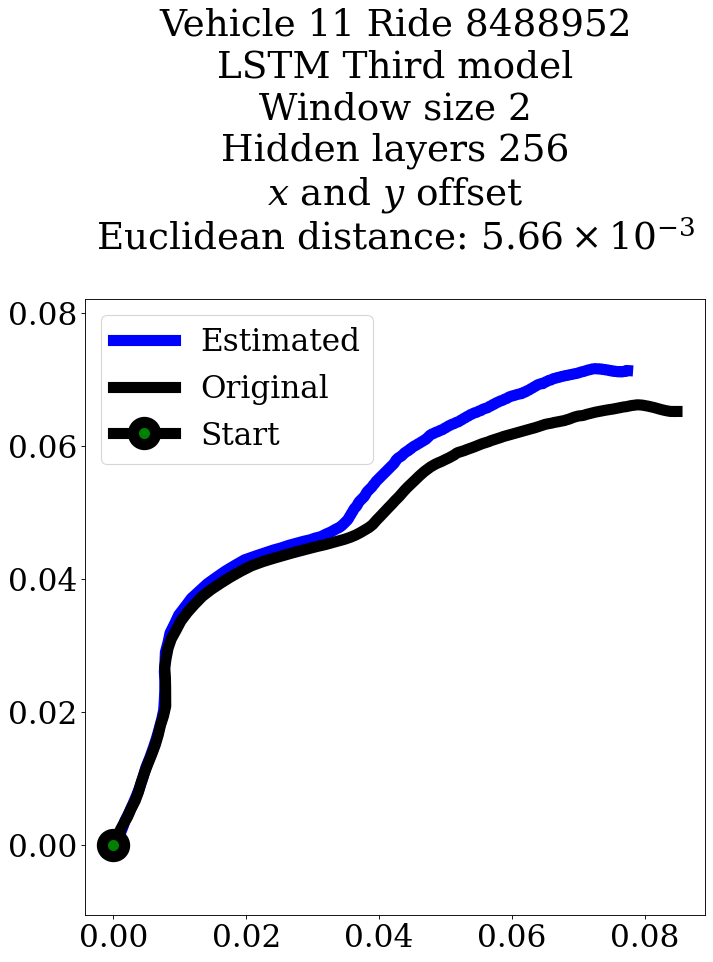 Vehicle 11 Ride 8488952
LSTM Third model
Window size 2
Hidden layers 256
x and y offset
Euclidean distance: 5.66 × 10⁻³
0.08
0.06
0.04
0.02
0.00
Estimated
Original
Start
0.00 0.02 0.04 0.06 0.08